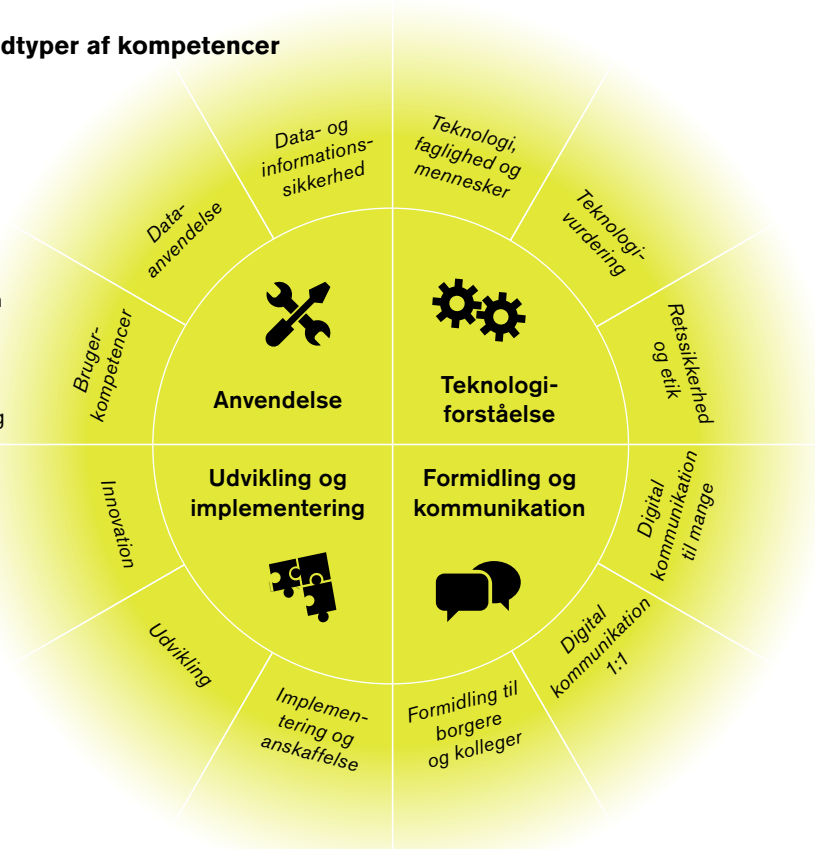 dtyper af kompetencer
Data- og
informations-
sikkerhed
Teknologi,
faglighed og
mennesker
Data-
anvendelse
Teknologi-
vurdering
Bruger-
kompetencer
Retssikkerhed
og etik
Anvendelse
Teknologi-
forståelse
Udvikling og
implementering
Formidling og
kommunikation
Innovation
Digital
kommunikation
til mange
Udvikling
Digital
kommunikation
1:1
Implemen-
tering og
anskaffelse
Formidling til
borgere
og kolleger